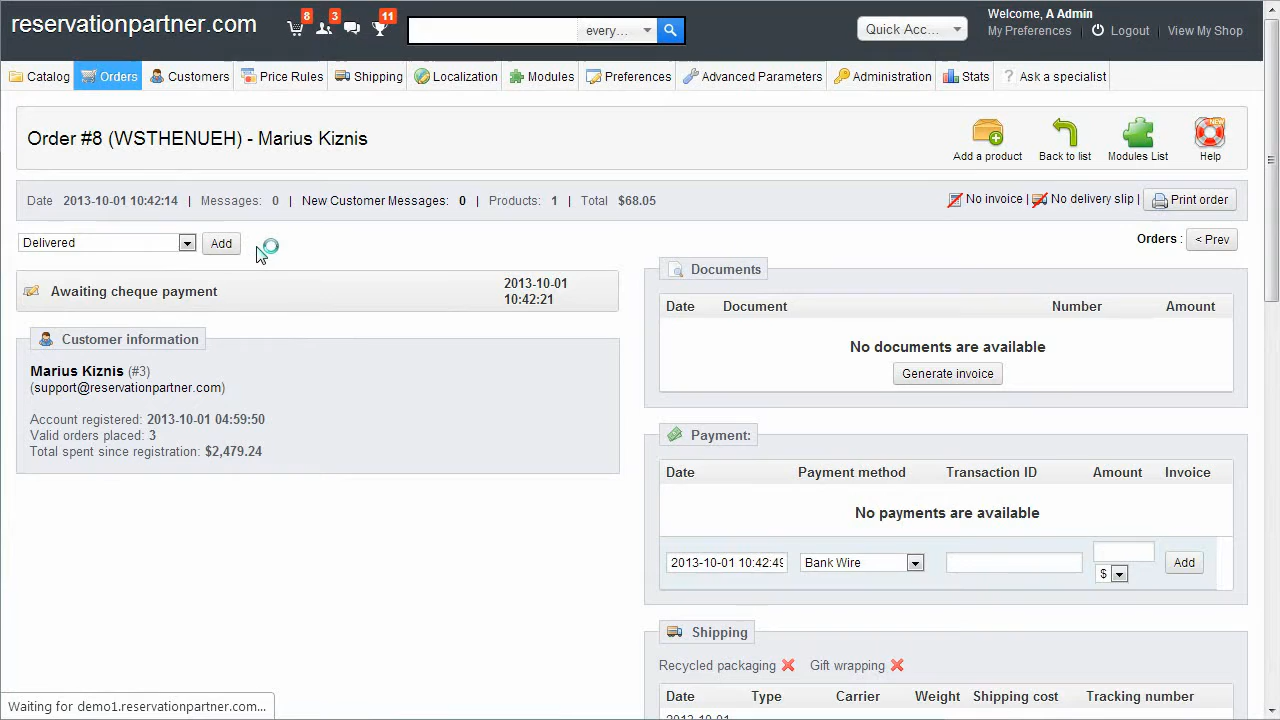 reservationpartner.com
8
3
11
every...
Quick Acc...
Welcome, A Admin
My Preferences
Logout
View My Shop
Catalog
Orders
Customers
Price Rules
Shipping
Localization
Modules
Preferences
Advanced Parameters
Administration
Stats
Ask a specialist
Order #8 (WSTHENUEH) - Marius Kiznis
Add a product
Back to list
Modules List
NEW
Help
Date 2013-10-01 10:42:14 | Messages: 0 | New Customer Messages: 0 | Products: 1 | Total $68.05
No invoice | No delivery slip | Print order
Delivered
Add
Orders : < Prev
Awaiting cheque payment
2013-10-01
10:42:21
Customer information
Marius Kiznis (#3)
(support@reservationpartner.com)
Account registered: 2013-10-01 04:59:50
Valid orders placed: 3
Total spent since registration: $2,479.24
Documents
Date Document Number Amount
No documents are available
Generate invoice
Payment:
Date Payment method Transaction ID Amount Invoice
No payments are available
2013-10-01 10:42:49 Bank Wire
$
Add
Shipping
Recycled packaging Gift wrapping
Date Type Carrier Weight Shipping cost Tracking number
2013-10-01
Waiting for demo1.reservationpartner.com...